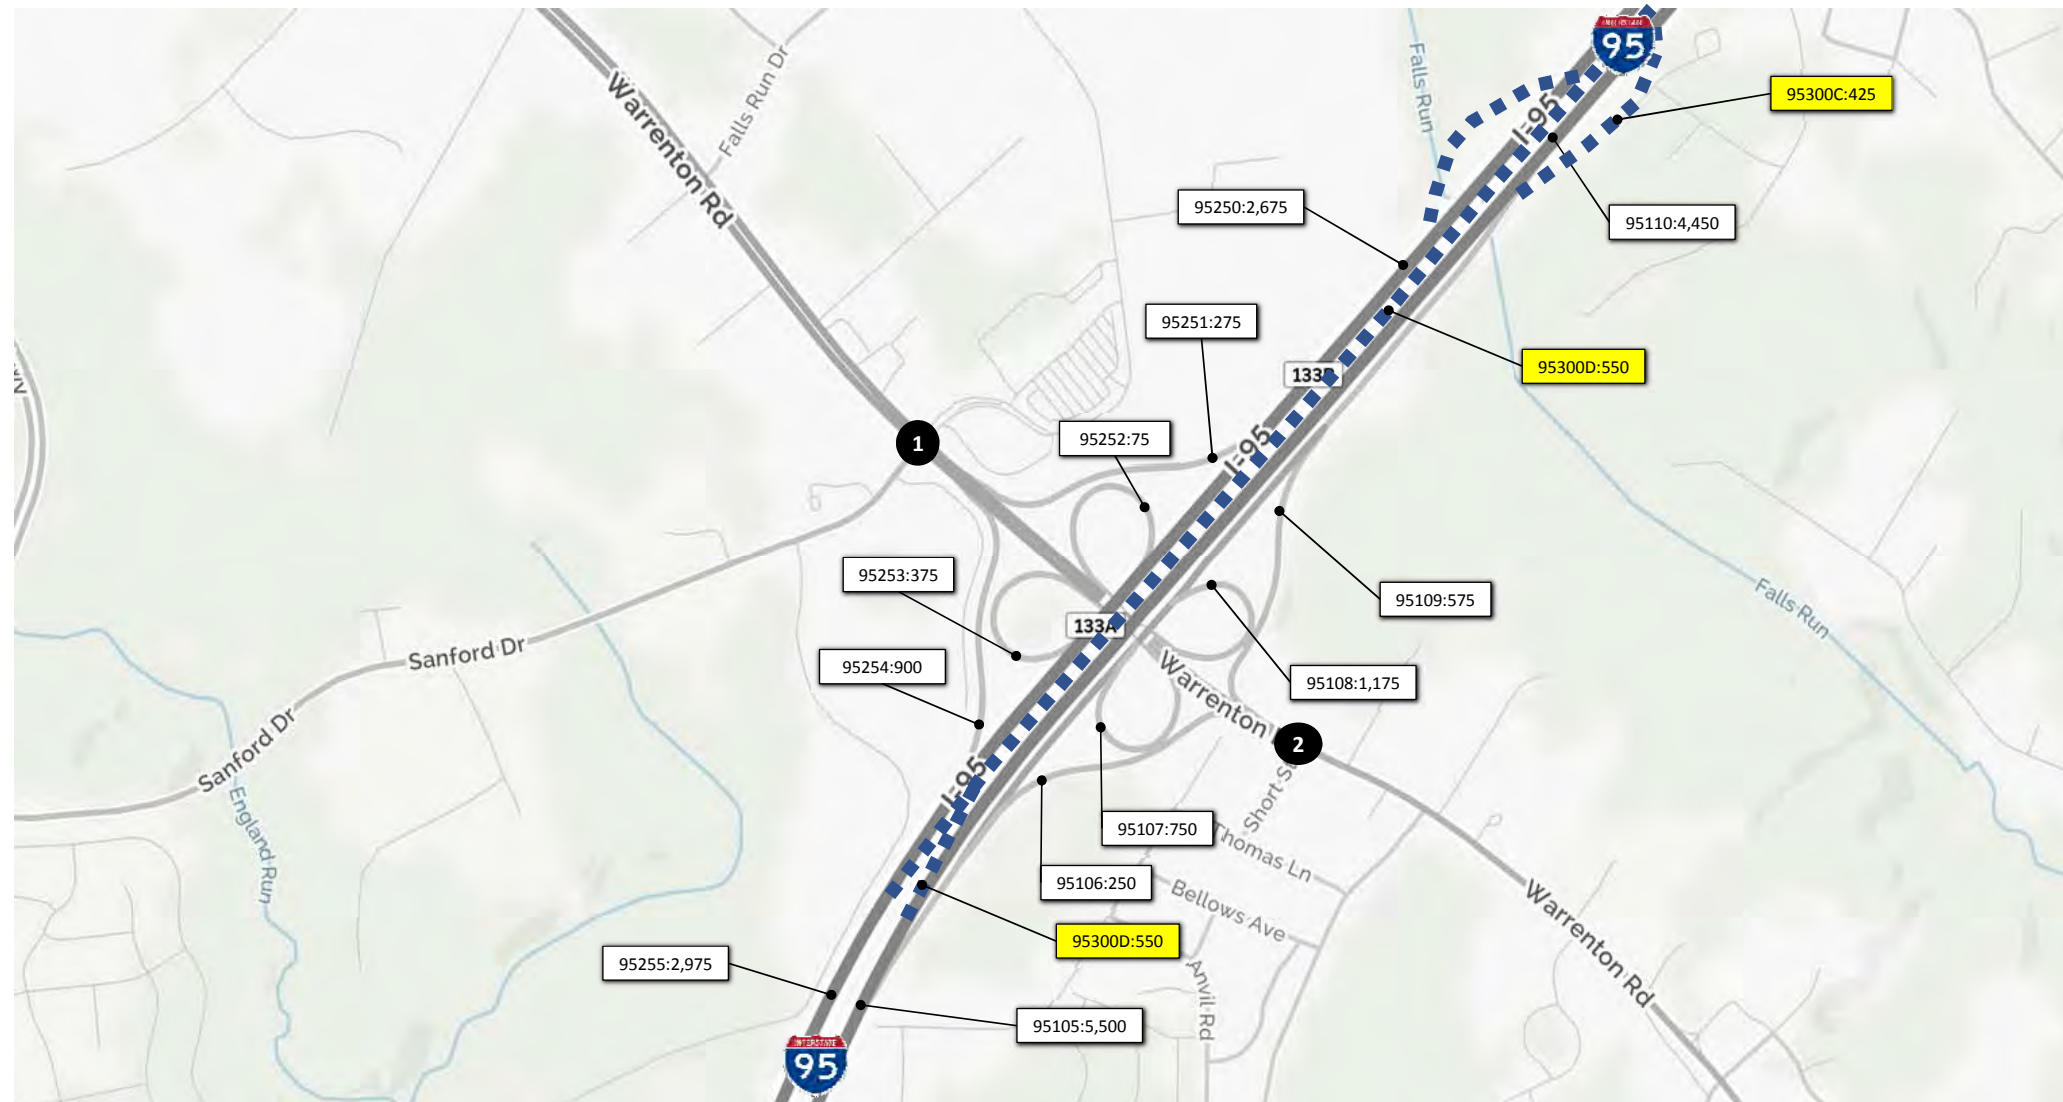 95
95300C:425
Falls Run Dr
Falls Run
Warrenton Rd
I-95
95250:2,675
95110:4,450
95251:275
95300D:550
95252:75
1
I-95
95253:375
95109:575
133A
Falls Run
Sanford Dr
95254:900
95108:1,175
Warrenton
2
Sanford Dr
England Run
I-95
95107:750
Thomas Ln
95106:250
Bellows Ave
Warrenton Rd
95300D:550
95255:2,975
Anvil Rd
95105:5,500
INTERSTATE
95